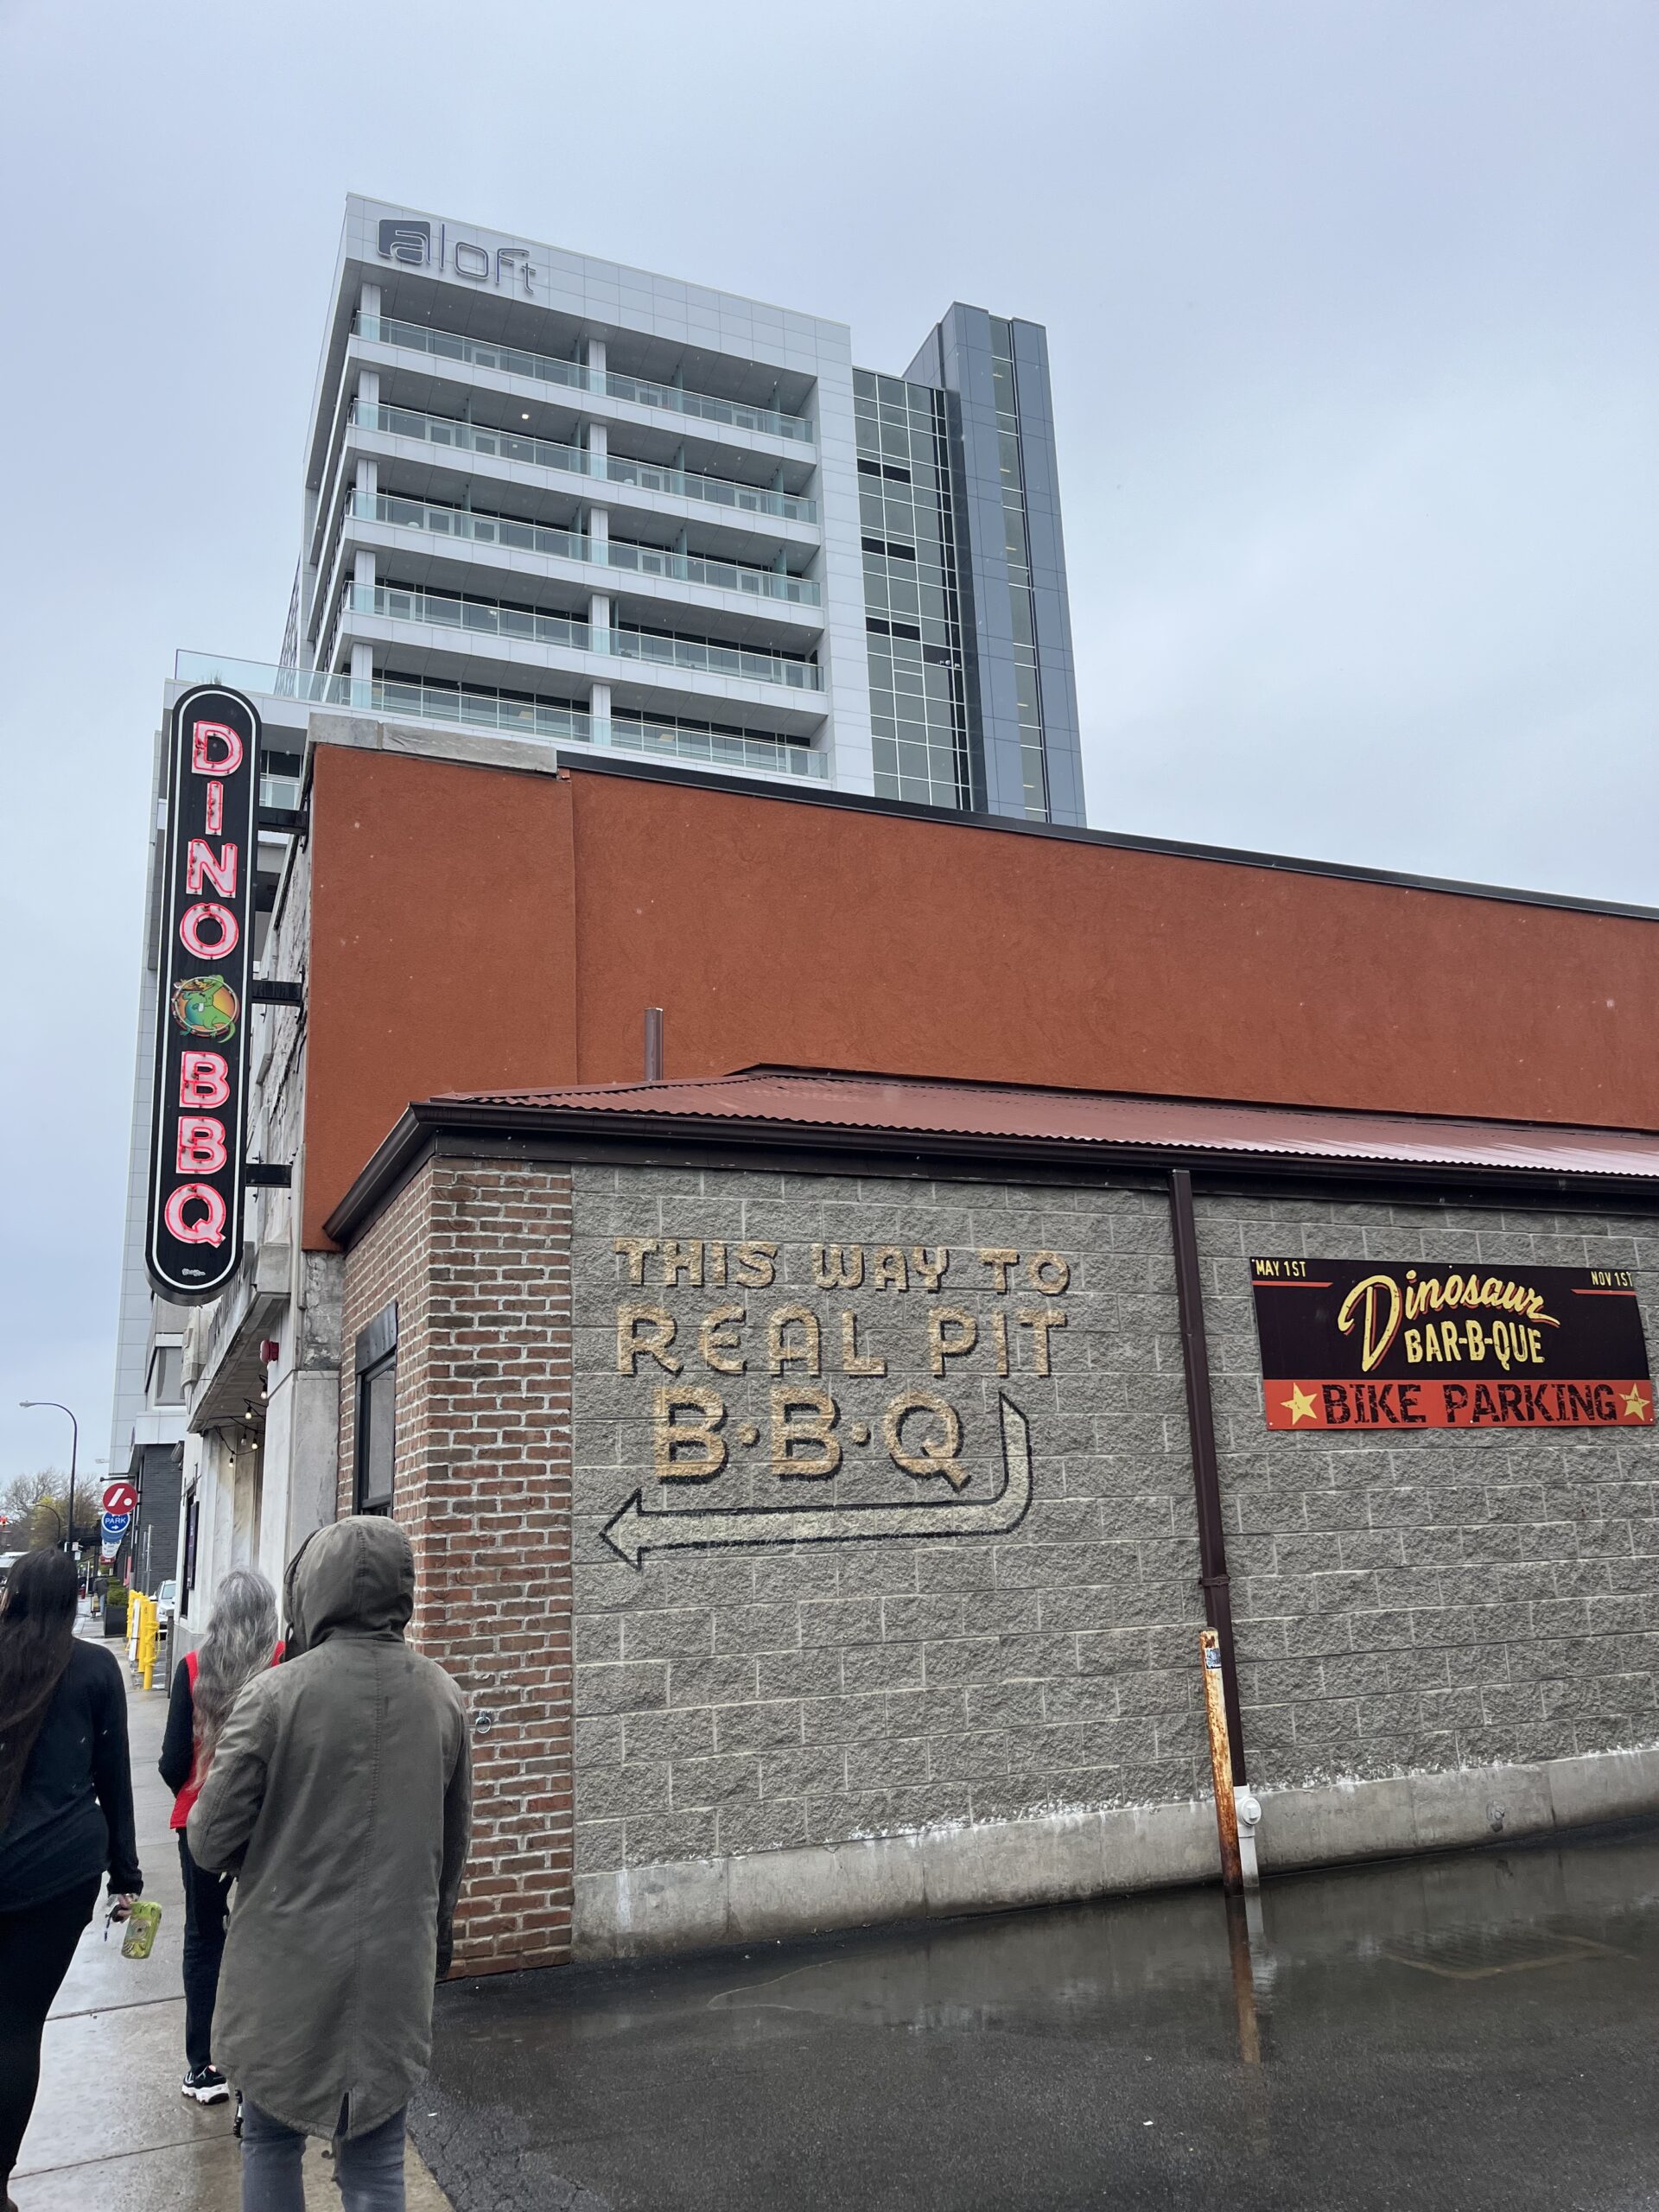 aloft
DINO
BBQ
THIS WAY TO
REAL PIT
B·B·Q
MAY 1ST
NOV 1ST
Dinosaur
BAR-B-QUE
BIKE PARKING
PARK